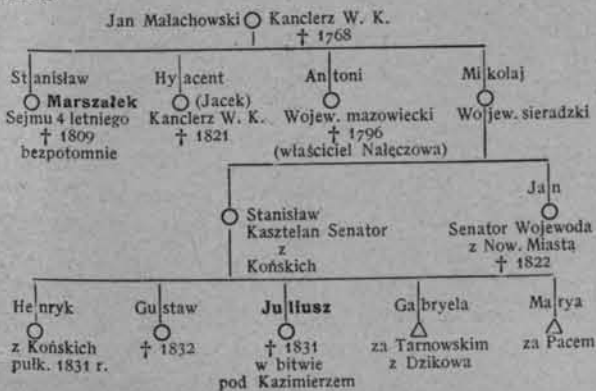 Jan Małachowski Kanclerz W. K.
† 1768
Stanisław Hyacent Antoni Mikolaj
Marszałek (Jacek) Wojew. mazowiecki Wojew. sieradzki
Sejmu 4 letniego Kanclerz W. K. † 1796
† 1809 † 1821 (właściciel Nałęczowa)
bezpotomnie
Stanisław Jan
Kasztelan Senator Senator Wojewoda
z z Now. Miasta
Końskich † 1822
Henryk Gustaw Juliusz Gabryela Marya
z Końskich † 1832 † 1831 za Tarnowskim za Pacem
pułk. 1831 r. w bitwie z Dzikowa
pod Kazimierzem